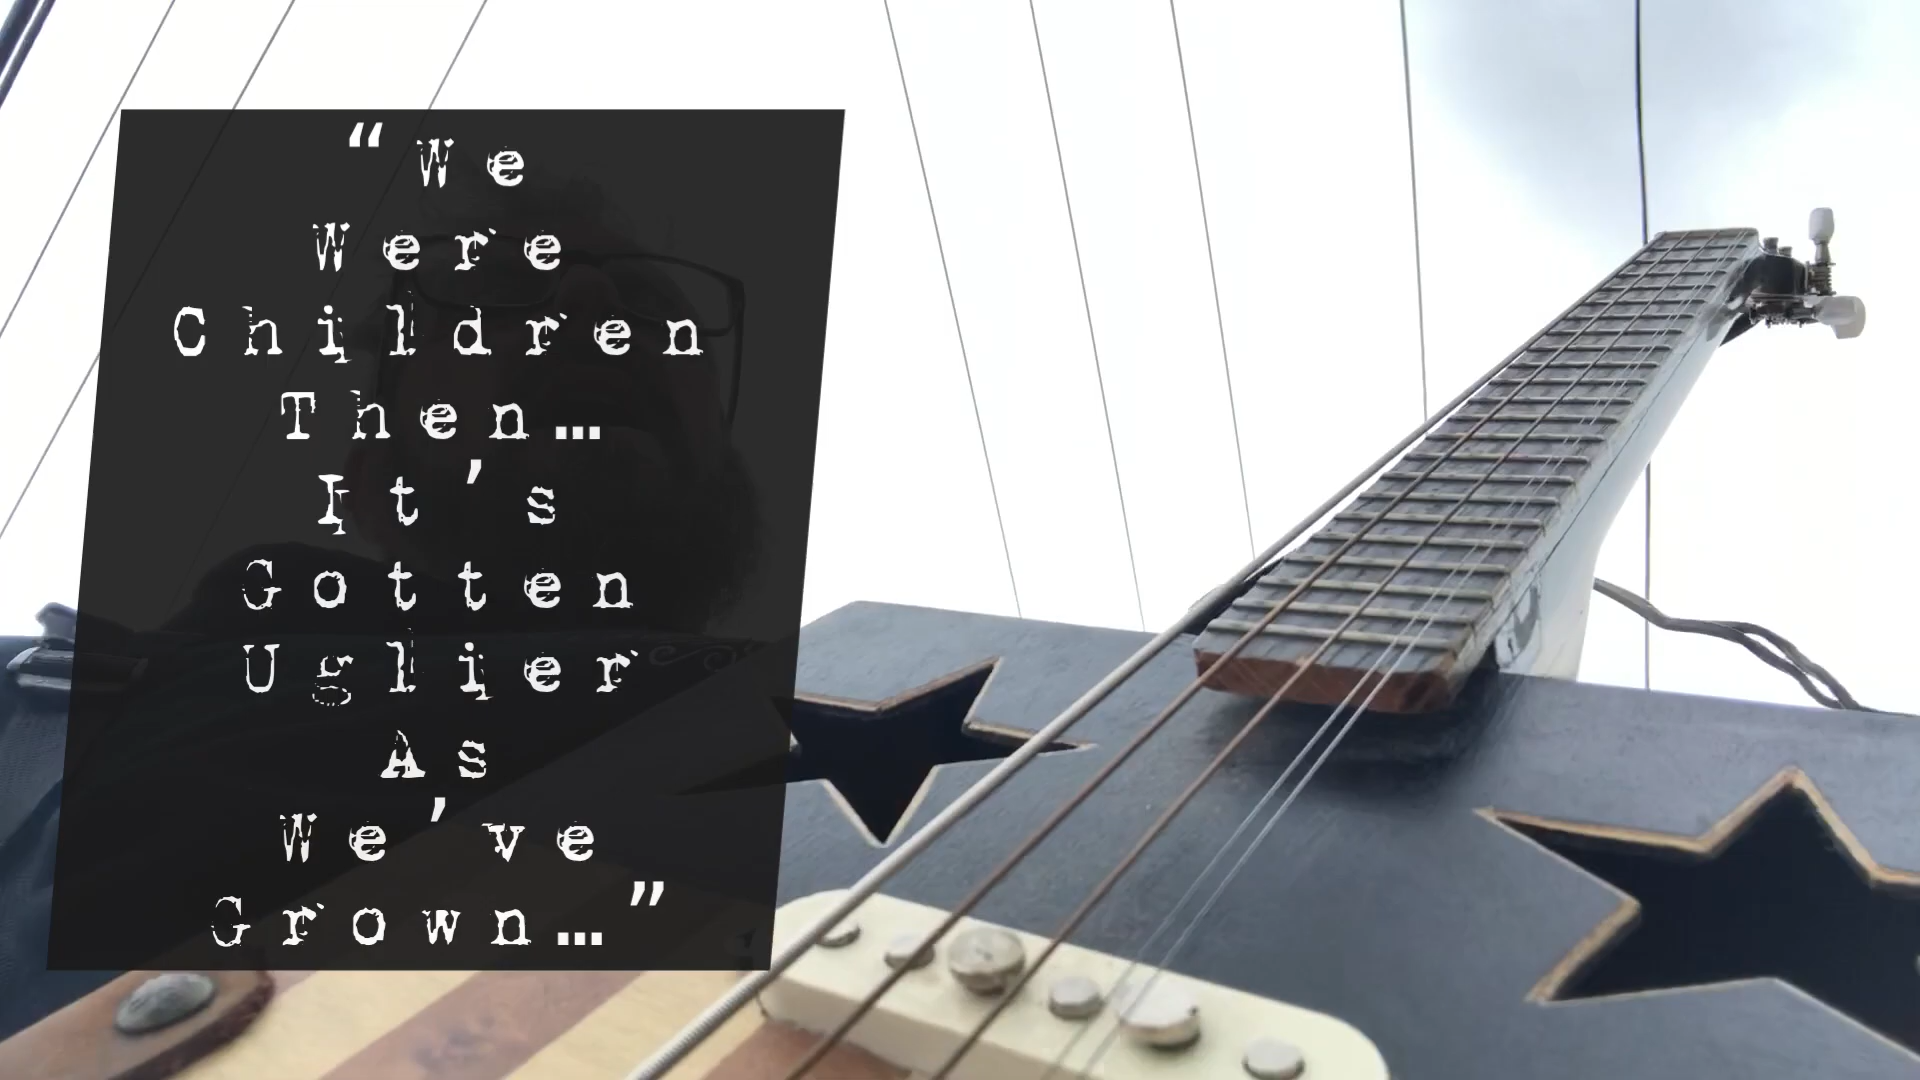 “We
Were
Children
Then…
It’s
Gotten
Uglier
As
We’ve
Grown…”